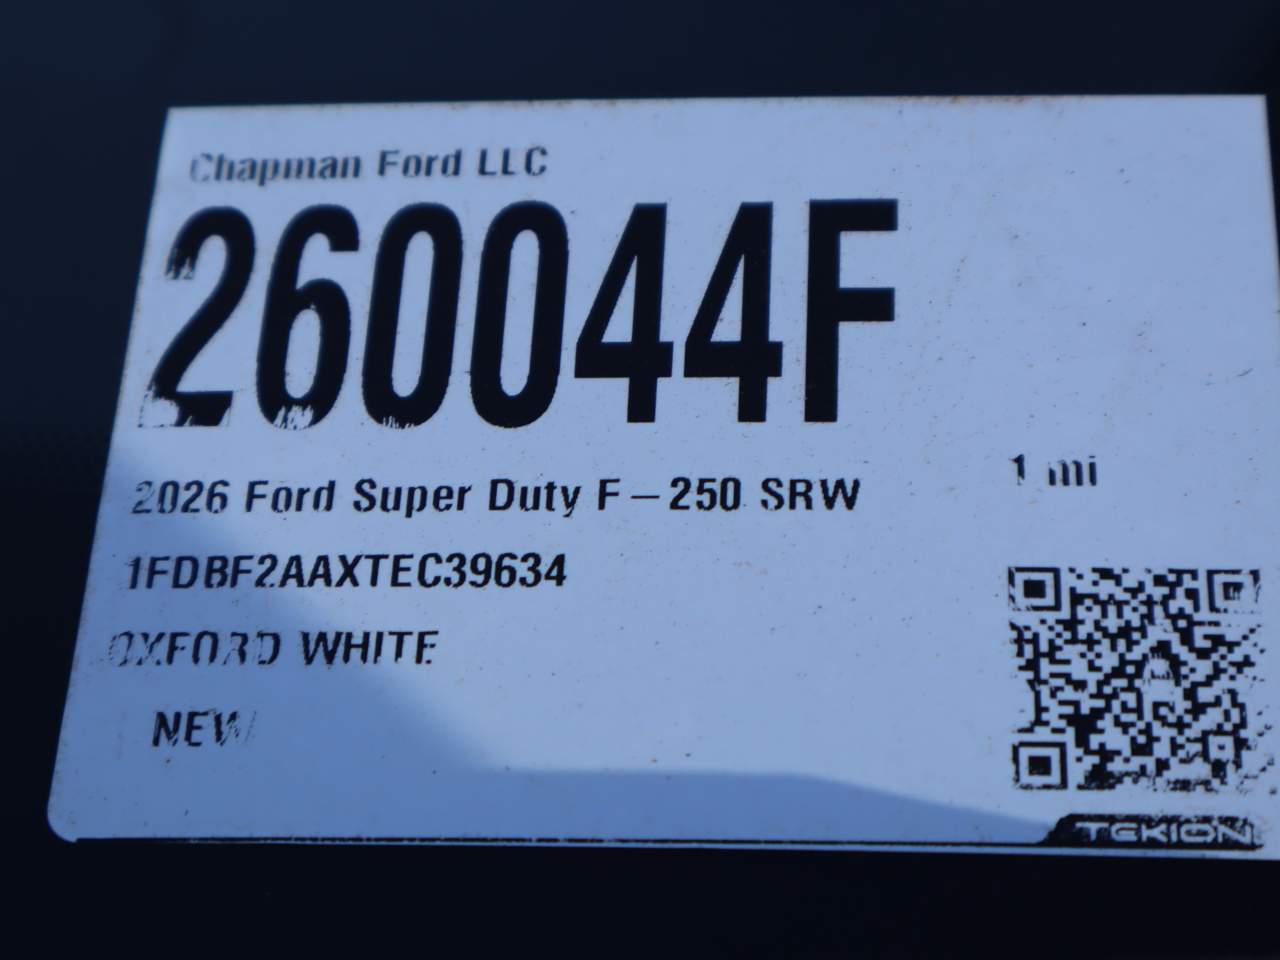 Chapman Ford LLC
260044F
2026 Ford Super Duty F-250 SRW
1 mi
1FDBF2AAXTEC39634
OXFORD WHITE
NEW
TEKION